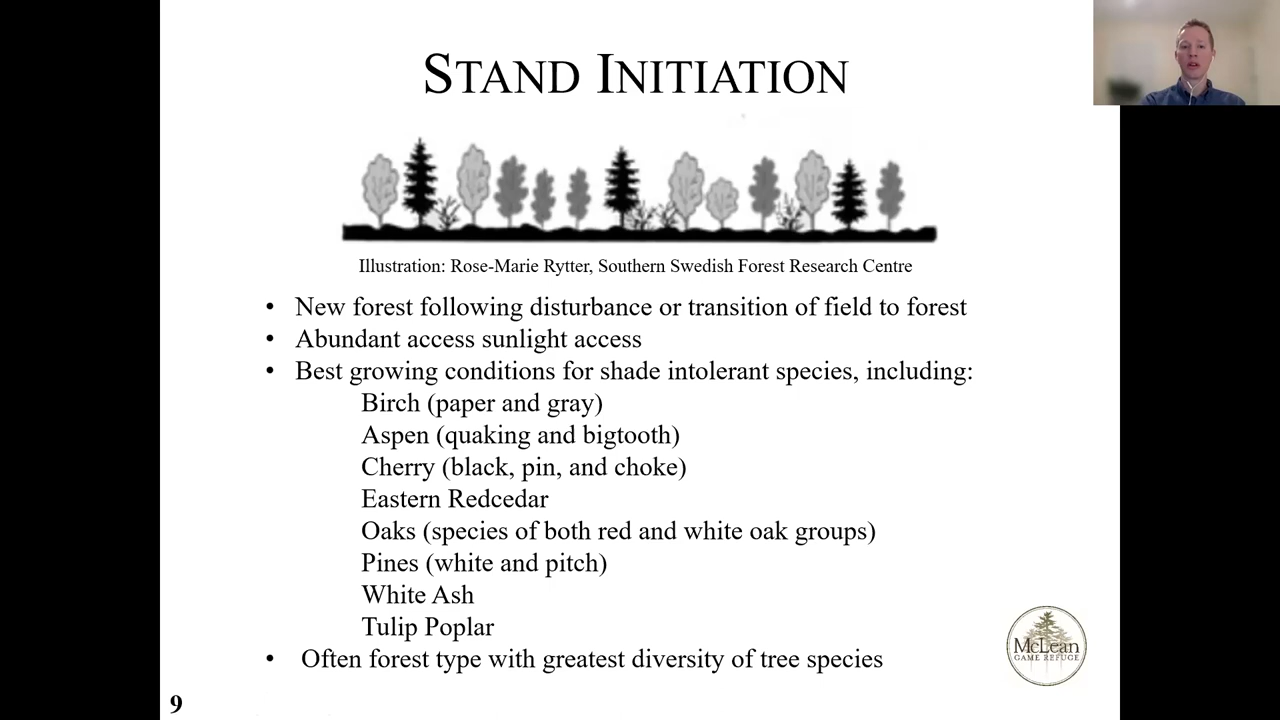 STAND INITIATION
Illustration: Rose-Marie Rytter, Southern Swedish Forest Research Centre
• New forest following disturbance or transition of field to forest
• Abundant access sunlight access
• Best growing conditions for shade intolerant species, including:
Birch (paper and gray)
Aspen (quaking and bigtooth)
Cherry (black, pin, and choke)
Eastern Redcedar
Oaks (species of both red and white oak groups)
Pines (white and pitch)
White Ash
Tulip Poplar
• Often forest type with greatest diversity of tree species
McLean
GAME REFUGE
9